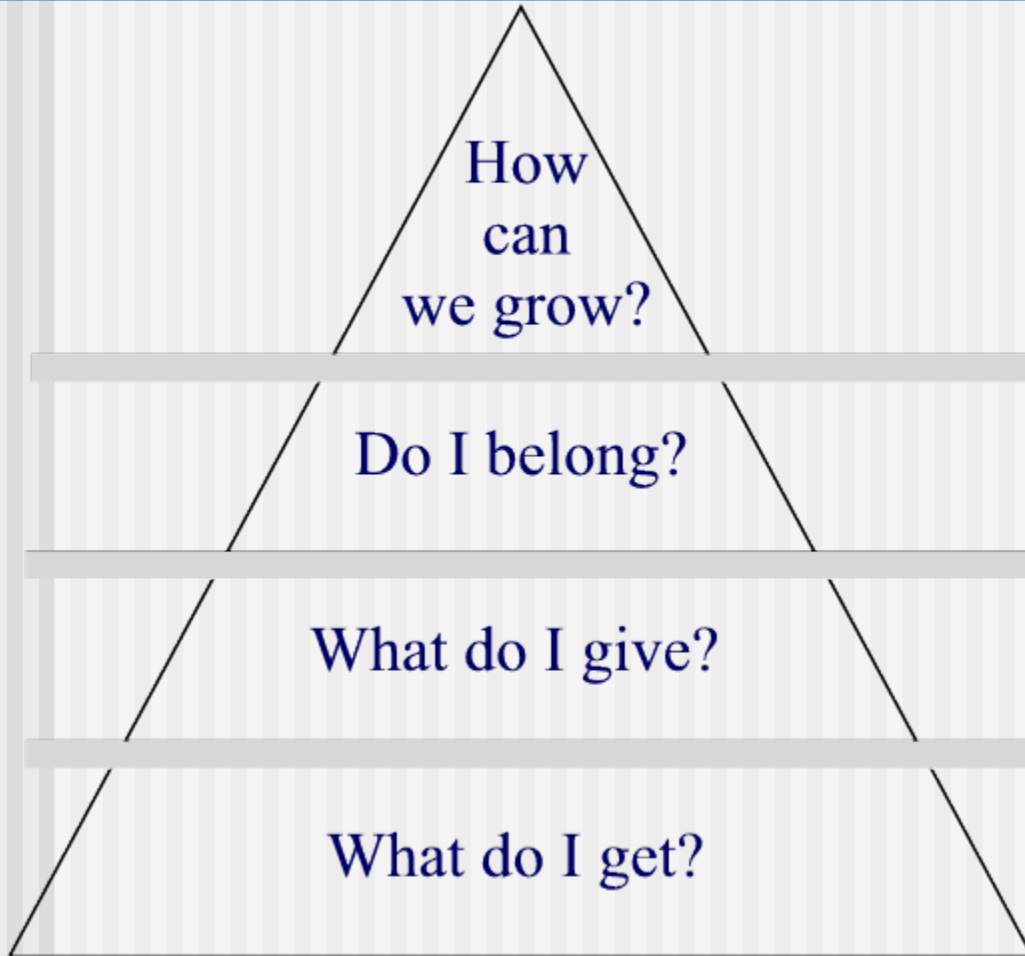 How
can
we grow?
Do I belong?
What do I give?
What do I get?